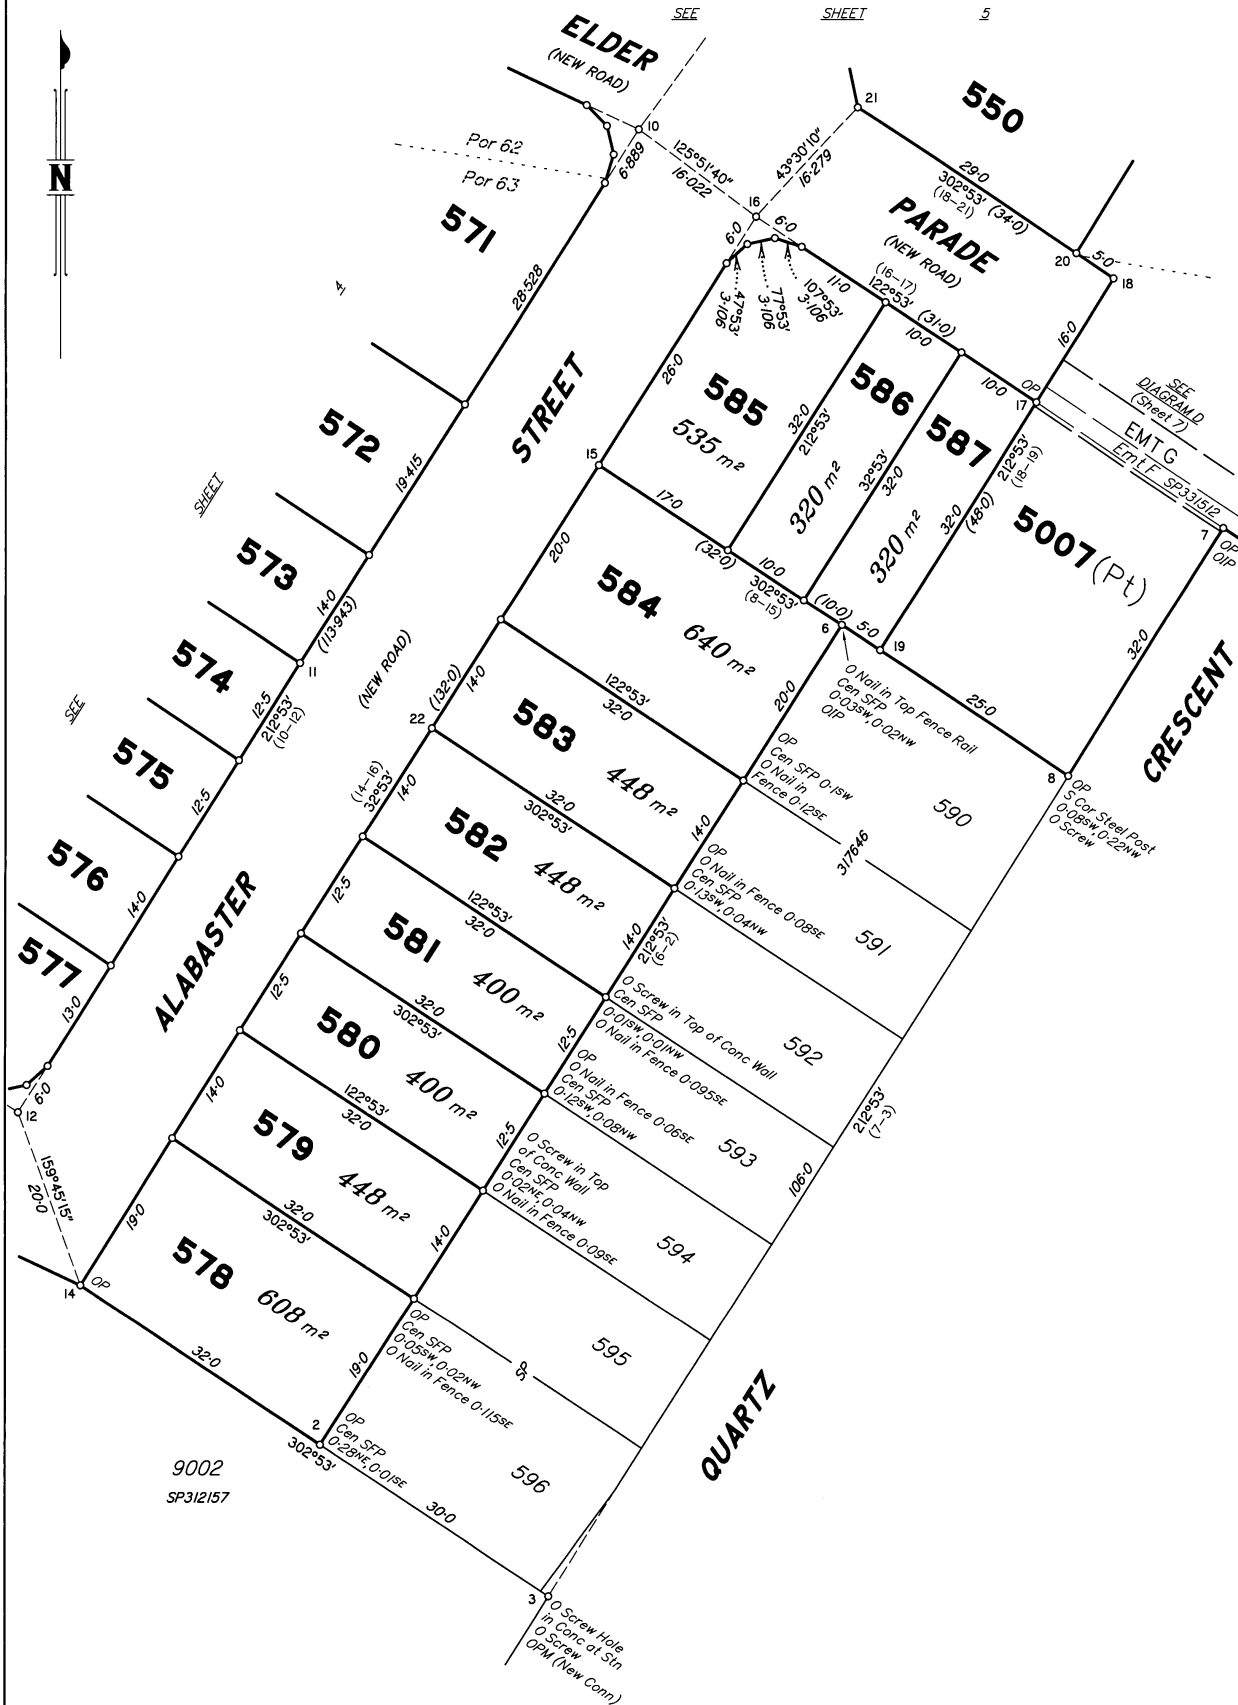 SEE SHEET 5
N
ELDER
(NEW ROAD)
550
21
10
Por 62
Por 63
6·889
125°51'40"
16·022
43°30'10"
16·279
29·0
302°53' (34·0)
(18-21)
PARADE
(NEW ROAD)
16
6·0
6·0
20
5·0
18
571
28·528
47°53'
3·106
77°53'
3·106
107°53'
3·106
11·0
(16-17)
122°53' (31·0)
10·0
10·0
16·0
OP
17
SEE
DIAGRAM D
(Sheet 7)
EMT G
Emt F SP331512
4
STREET
26·0
585
535 m²
32·0
212°53'
586
320 m²
32°53'
32·0
587
320 m²
212°53'
(18-19)
32·0
(48·0)
5007 (Pt)
7
OP
OIP
572
19·415
15
17·0
(32·0)
10·0
302°53'
(8-15)
(10·0)
6
5·0
19
32·0
CRESCENT
SHEET
573
14·0
(113·943)
20·0
584
640 m²
20·0
O Nail in Top Fence Rail
Cen SFP
0·03SW, 0·02NW
OIP
25·0
8
OP
S Cor Steel Post
0·08SW, 0·22NW
O Screw
SEE
574
11
12·5
212°53'
(10-12)
(NEW ROAD)
(132·0)
14·0
122°53'
32·0
22
583
448 m²
OP
Cen SFP 0·1SW
O Nail in
Fence 0·12SE
590
317646
575
12·5
(14-16)
32°53'
14·0
32·0
302°53'
14·0
582
448 m²
OP
O Nail in Fence 0·08SE
Cen SFP
0·13SW, 0·04NW
591
576
14·0
ALABASTER
12·5
122°53'
32·0
14·0
212°53'
(6-2)
581
400 m²
O Screw in Top of Conc Wall
Cen SFP
0·01SW, 0·01NW
O Nail in Fence 0·095SE
592
577
13·0
12·5
32·0
302°53'
12·5
580
400 m²
OP
O Nail in Fence 0·06SE
Cen SFP
0·12SW, 0·08NW
593
212°53'
(7-3)
106·0
6·0
12
14·0
122°53'
32·0
12·5
579
448 m²
O Screw in Top
of Conc Wall
Cen SFP
0·02NE, 0·04NW
O Nail in Fence 0·09SE
594
159°45'15"
20·0
19·0
32·0
302°53'
14·0
14
OP
578
608 m²
OP
Cen SFP
0·05SW, 0·02NW
O Nail in Fence 0·115SE
SP
595
32·0
19·0
QUARTZ
2
302°53'
OP
Cen SFP
0·28NE, 0·01SE
596
9002
SP312157
30·0
3
O Screw Hole
in Conc at Stn
O Screw
OPM (New Conn)